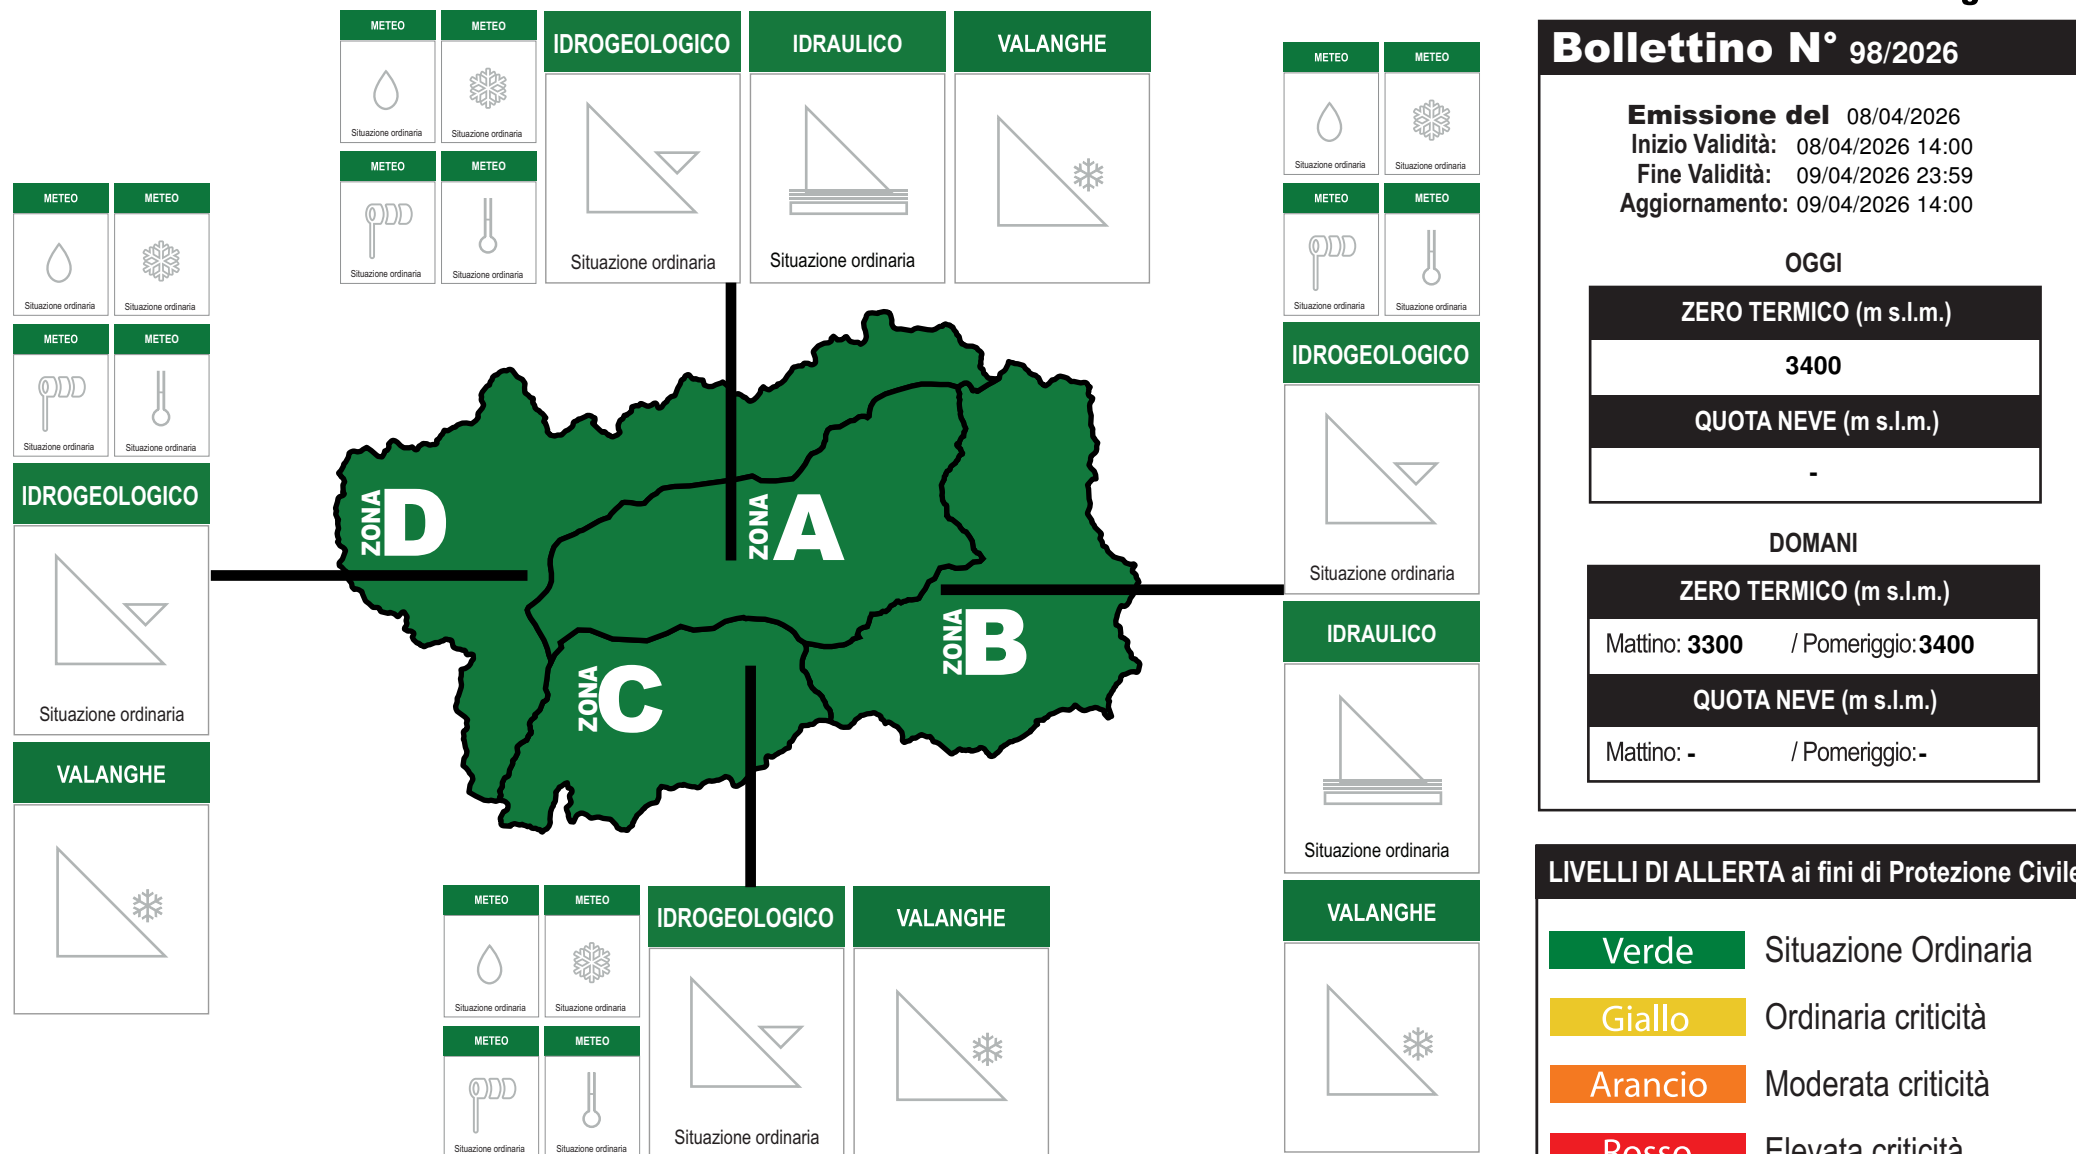 METEO
METEO
Situazione ordinaria
Situazione ordinaria
METEO
METEO
Situazione ordinaria
Situazione ordinaria
IDROGEOLOGICO
Situazione ordinaria
IDRAULICO
Situazione ordinaria
VALANGHE
METEO
METEO
Situazione ordinaria
Situazione ordinaria
METEO
METEO
Situazione ordinaria
Situazione ordinaria
IDROGEOLOGICO
Situazione ordinaria
VALANGHE
ZONA D
ZONA A
ZONA B
ZONA C
METEO
METEO
Situazione ordinaria
Situazione ordinaria
METEO
METEO
Situazione ordinaria
Situazione ordinaria
IDROGEOLOGICO
Situazione ordinaria
IDRAULICO
Situazione ordinaria
VALANGHE
METEO
METEO
Situazione ordinaria
Situazione ordinaria
METEO
METEO
Situazione ordinaria
Situazione ordinaria
IDROGEOLOGICO
Situazione ordinaria
VALANGHE
Bollettino N° 98/2026
Emissione del 08/04/2026
Inizio Validità: 08/04/2026 14:00
Fine Validità: 09/04/2026 23:59
Aggiornamento: 09/04/2026 14:00
OGGI
ZERO TERMICO (m s.l.m.)
3400
QUOTA NEVE (m s.l.m.)
-
DOMANI
ZERO TERMICO (m s.l.m.)
Mattino: 3300 / Pomeriggio: 3400
QUOTA NEVE (m s.l.m.)
Mattino: - / Pomeriggio: -
LIVELLI DI ALLERTA ai fini di Protezione Civile
Verde Situazione Ordinaria
Giallo Ordinaria criticità
Arancio Moderata criticità
Rosso Elevata criticità